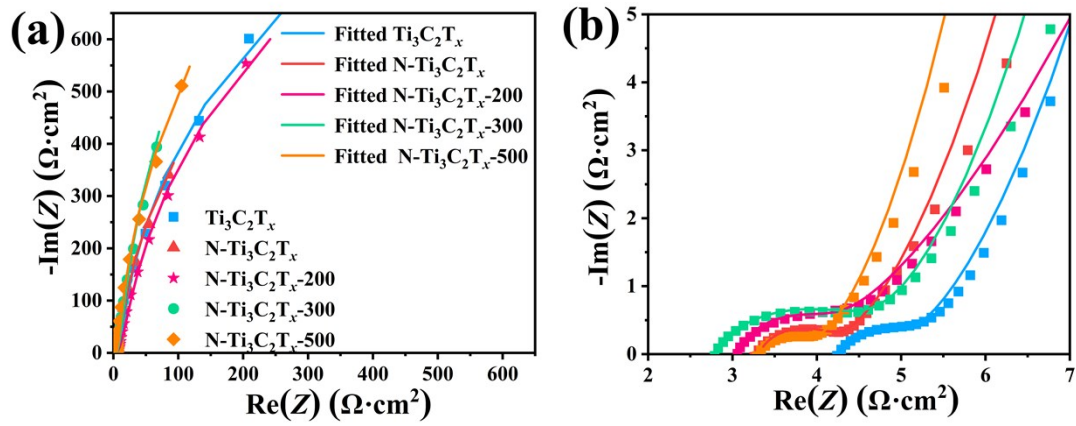 (a)
600
500
400
300
200
100
0
-Im(Z) (Ω·cm²)
Fitted Ti₃C₂Tₓ
Fitted N-Ti₃C₂Tₓ
Fitted N-Ti₃C₂Tₓ-200
Fitted N-Ti₃C₂Tₓ-300
Fitted N-Ti₃C₂Tₓ-500
Ti₃C₂Tₓ
N-Ti₃C₂Tₓ
N-Ti₃C₂Tₓ-200
N-Ti₃C₂Tₓ-300
N-Ti₃C₂Tₓ-500
0 100 200 300 400 500 600
Re(Z) (Ω·cm²)
(b)
5
4
3
2
1
0
-Im(Z) (Ω·cm²)
2 3 4 5 6 7
Re(Z) (Ω·cm²)